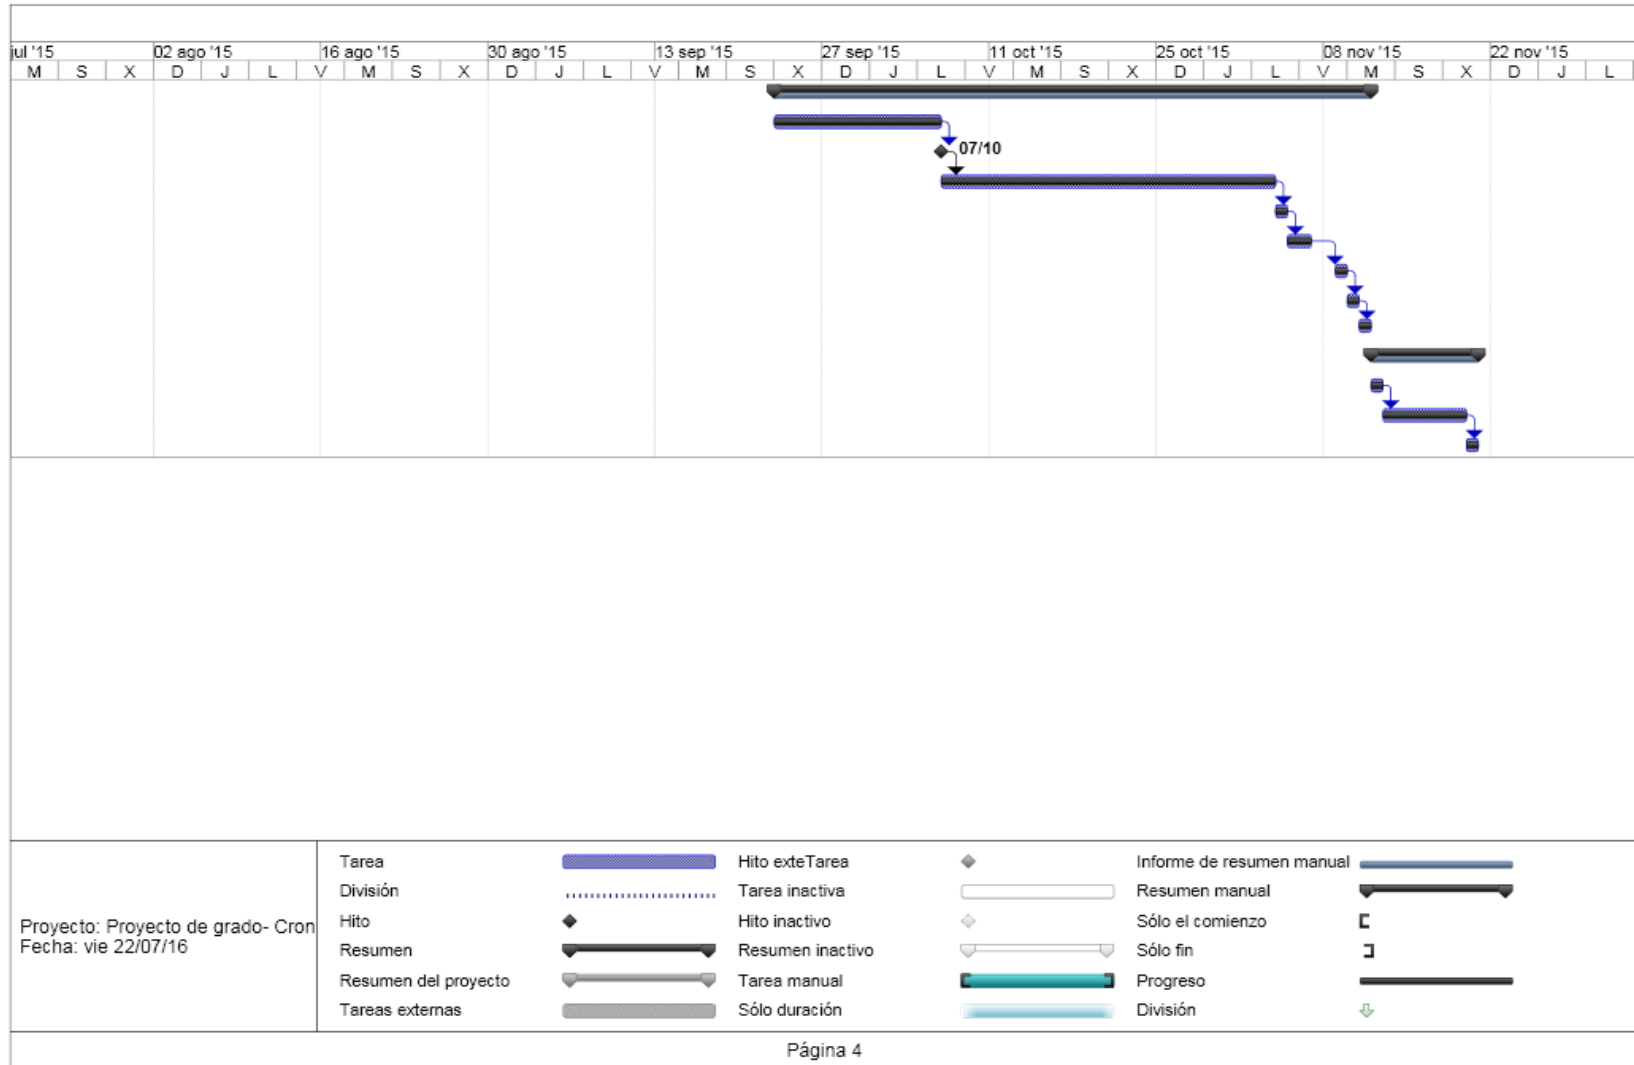 jul '15 02 ago '15 16 ago '15 30 ago '15 13 sep '15 27 sep '15 11 oct '15 25 oct '15 08 nov '15 22 nov '15
M S X D J L V M S X D J L V M S X D J L V M S X D J L V M S X D J L
07/10
Proyecto: Proyecto de grado- Cron
Fecha: vie 22/07/16
Tarea
División
Hito
Resumen
Resumen del proyecto
Tareas externas
Hito exteTarea
Tarea inactiva
Hito inactivo
Resumen inactivo
Tarea manual
Sólo duración
Informe de resumen manual
Resumen manual
Sólo el comienzo
Sólo fin
Progreso
División
Página 4